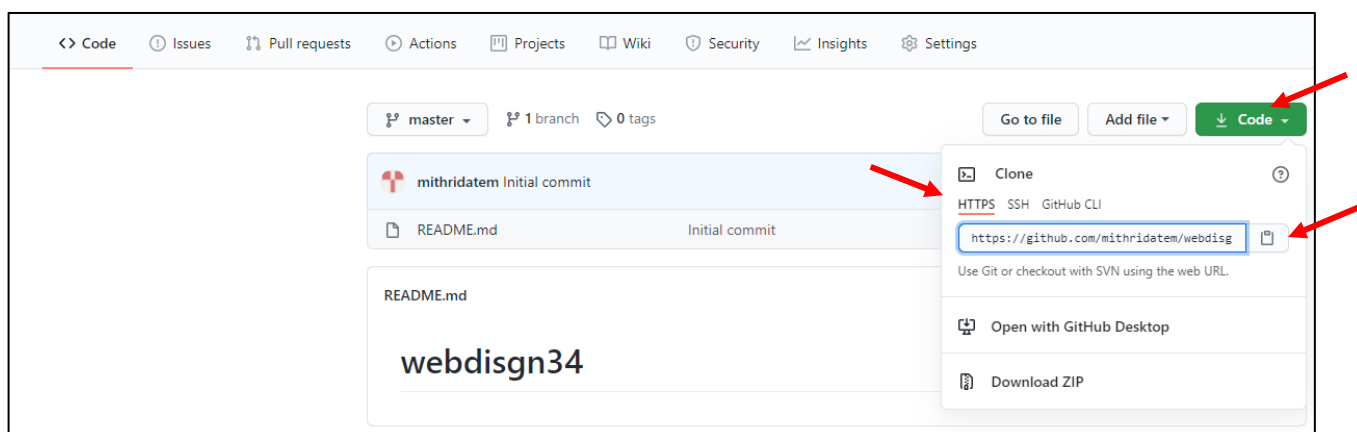 <> Code Issues Pull requests Actions Projects Wiki Security Insights Settings
master 1 branch 0 tags Go to file Add file Code
mithridatem Initial commit
README.md Initial commit
README.md
webdisgn34
Clone
HTTPS SSH GitHub CLI
https://github.com/mithridatem/webdisg
Use Git or checkout with SVN using the web URL.
Open with GitHub Desktop
Download ZIP